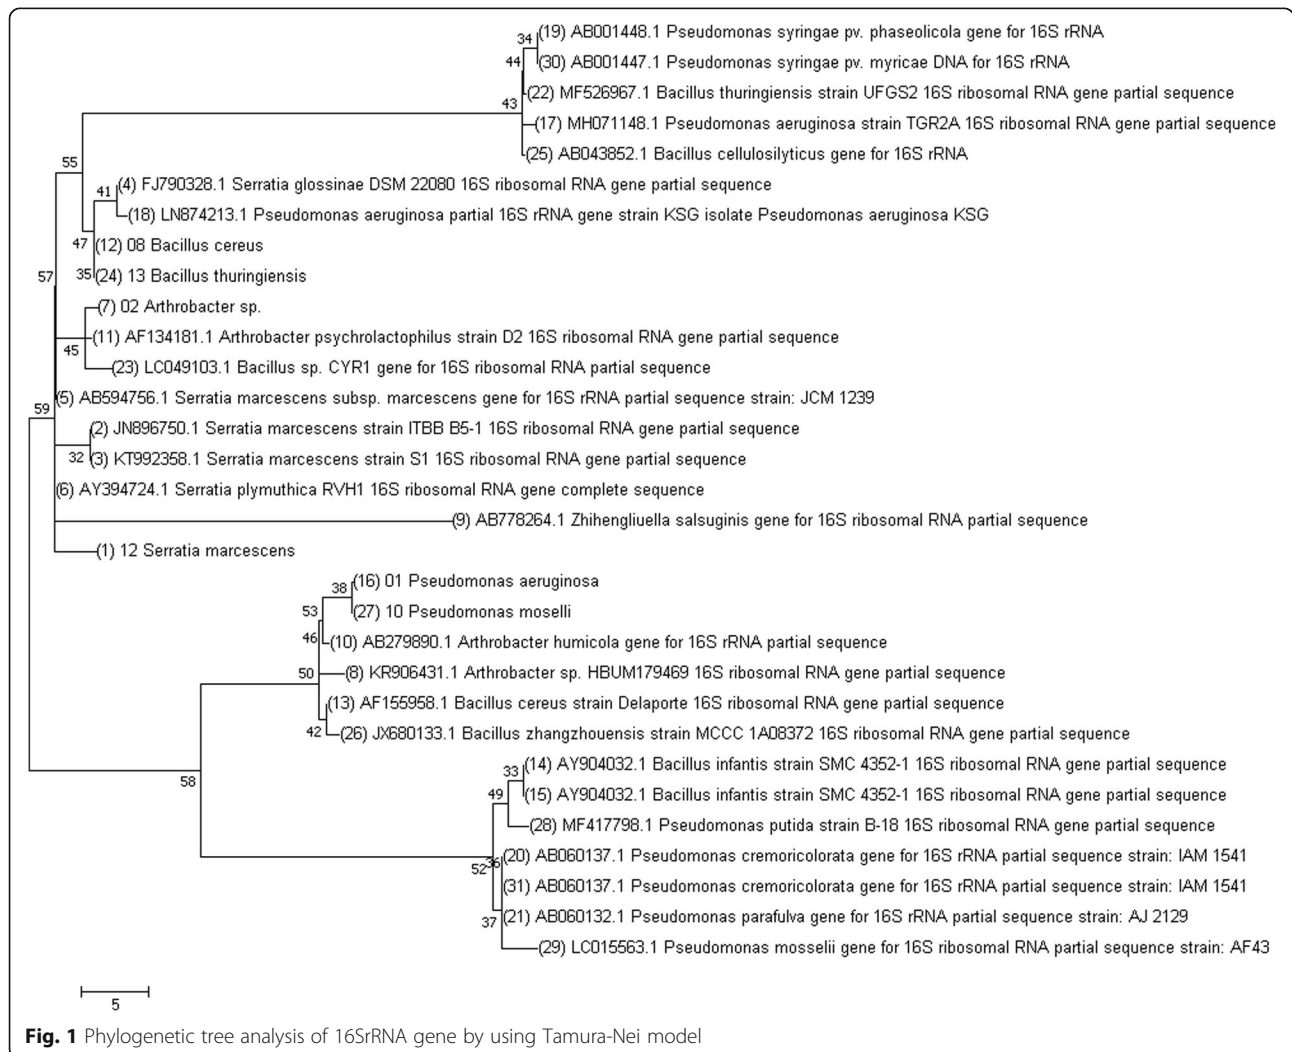 34 (19) AB001448.1 Pseudomonas syringae pv. phaseolicola gene for 16S rRNA
44 (30) AB001447.1 Pseudomonas syringae pv. myricae DNA for 16S rRNA
43 (22) MF526967.1 Bacillus thuringiensis strain UFGS2 16S ribosomal RNA gene partial sequence
(17) MH071148.1 Pseudomonas aeruginosa strain TGR2A 16S ribosomal RNA gene partial sequence
55 (25) AB043852.1 Bacillus cellulosilyticus gene for 16S rRNA
41 (4) FJ790328.1 Serratia glossinae DSM 22080 16S ribosomal RNA gene partial sequence
(18) LN874213.1 Pseudomonas aeruginosa partial 16S rRNA gene strain KSG isolate Pseudomonas aeruginosa KSG
47 (12) 08 Bacillus cereus
57 35 (24) 13 Bacillus thuringiensis
(7) 02 Arthrobacter sp.
45 (11) AF134181.1 Arthrobacter psychrolactophilus strain D2 16S ribosomal RNA gene partial sequence
(23) LC049103.1 Bacillus sp. CYR1 gene for 16S ribosomal RNA partial sequence
59 (5) AB594756.1 Serratia marcescens subsp. marcescens gene for 16S rRNA partial sequence strain: JCM 1239
(2) JN896750.1 Serratia marcescens strain ITBB B5-1 16S ribosomal RNA gene partial sequence
32 (3) KT992358.1 Serratia marcescens strain S1 16S ribosomal RNA gene partial sequence
(6) AY394724.1 Serratia plymuthica RVH1 16S ribosomal RNA gene complete sequence
(9) AB778264.1 Zhihengliuella salsuginis gene for 16S ribosomal RNA partial sequence
(1) 12 Serratia marcescens
38 (16) 01 Pseudomonas aeruginosa
53 (27) 10 Pseudomonas moselli
46 (10) AB279890.1 Arthrobacter humicola gene for 16S rRNA partial sequence
50 (8) KR906431.1 Arthrobacter sp. HBUM179469 16S ribosomal RNA gene partial sequence
(13) AF155958.1 Bacillus cereus strain Delaporte 16S ribosomal RNA gene partial sequence
42 (26) JX680133.1 Bacillus zhangzhouensis strain MCCC 1A08372 16S ribosomal RNA gene partial sequence
58 33 (14) AY904032.1 Bacillus infantis strain SMC 4352-1 16S ribosomal RNA gene partial sequence
49 (15) AY904032.1 Bacillus infantis strain SMC 4352-1 16S ribosomal RNA gene partial sequence
(28) MF417798.1 Pseudomonas putida strain B-18 16S ribosomal RNA gene partial sequence
52 36 (20) AB060137.1 Pseudomonas cremoricolorata gene for 16S rRNA partial sequence strain: IAM 1541
(31) AB060137.1 Pseudomonas cremoricolorata gene for 16S rRNA partial sequence strain: IAM 1541
37 (21) AB060132.1 Pseudomonas parafulva gene for 16S rRNA partial sequence strain: AJ 2129
(29) LC015563.1 Pseudomonas mosselii gene for 16S ribosomal RNA partial sequence strain: AF43
5
Fig. 1 Phylogenetic tree analysis of 16SrRNA gene by using Tamura-Nei model